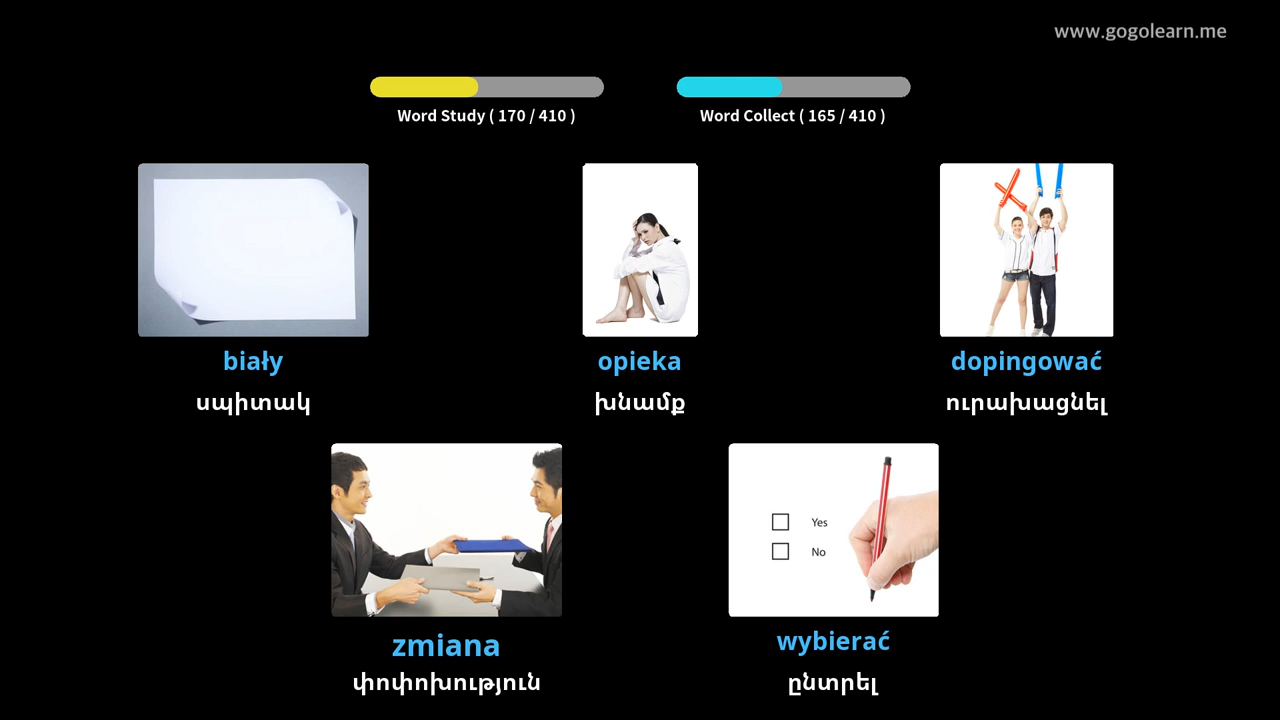 www.gogolearn.me
Word Study ( 170 / 410 )
Word Collect ( 165 / 410 )
biały
opieka
dopingować
սպիտակ
խնամք
ուրախացնել
Yes
No
zmiana
wybierać
փոփոխություն
ընտրել